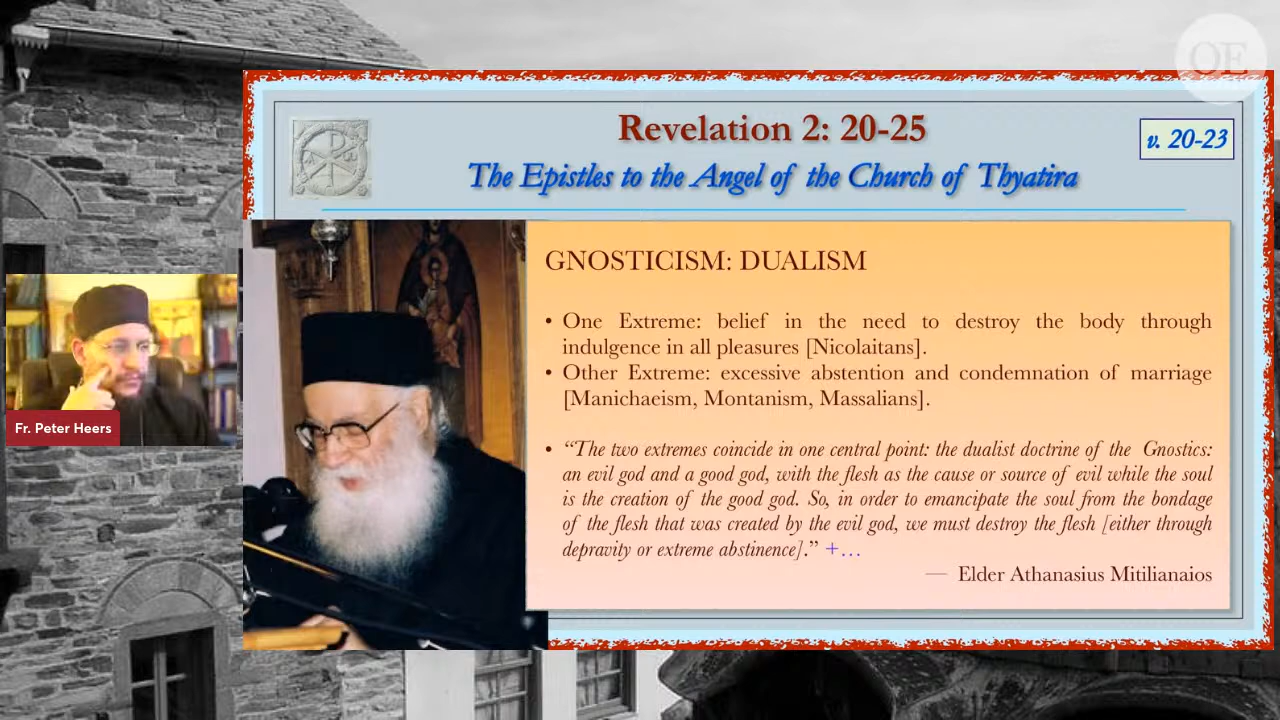 OE
Revelation 2: 20-25
v. 20-23
The Epistles to the Angel of the Church of Thyatira
GNOSTICISM: DUALISM
• One Extreme: belief in the need to destroy the body through
indulgence in all pleasures [Nicolaitans].
• Other Extreme: excessive abstention and condemnation of marriage
[Manichaeism, Montanism, Massalians].
• “The two extremes coincide in one central point: the dualist doctrine of the Gnostics:
an evil god and a good god, with the flesh as the cause or source of evil while the soul
is the creation of the good god. So, in order to emancipate the soul from the bondage
of the flesh that was created by the evil god, we must destroy the flesh [either through
depravity or extreme abstinence].” +…
— Elder Athanasius Mitilianaios
Fr. Peter Heers